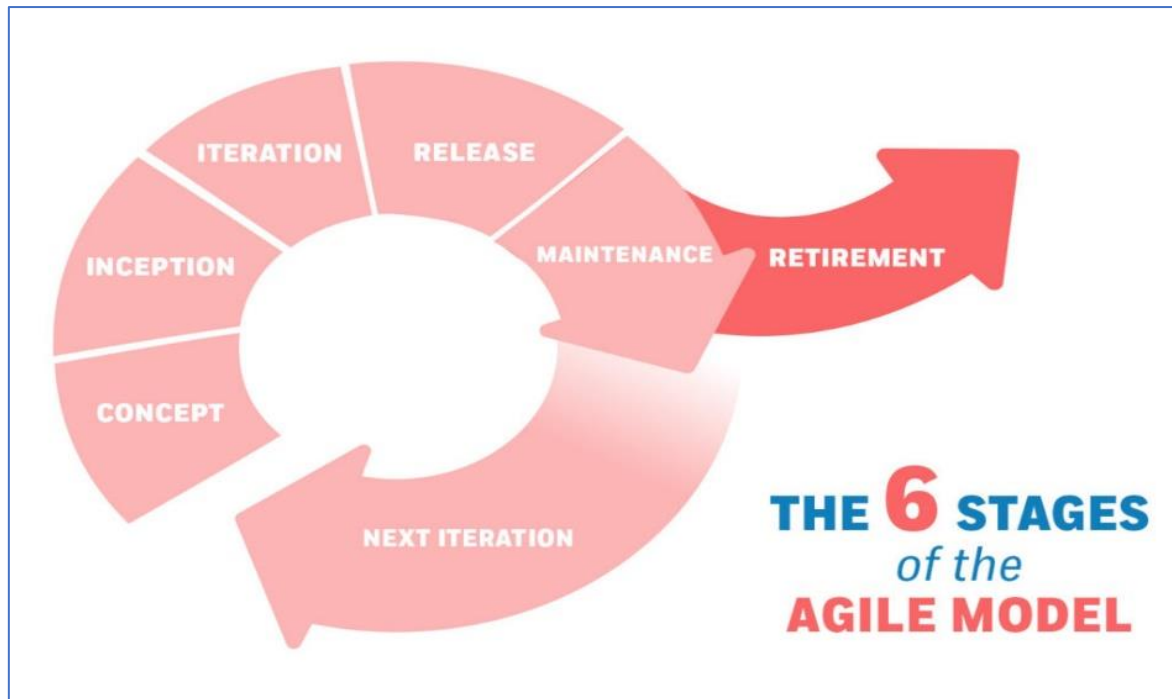 CONCEPT
INCEPTION
ITERATION
RELEASE
MAINTENANCE
RETIREMENT
NEXT ITERATION
THE 6 STAGES
of the
AGILE MODEL